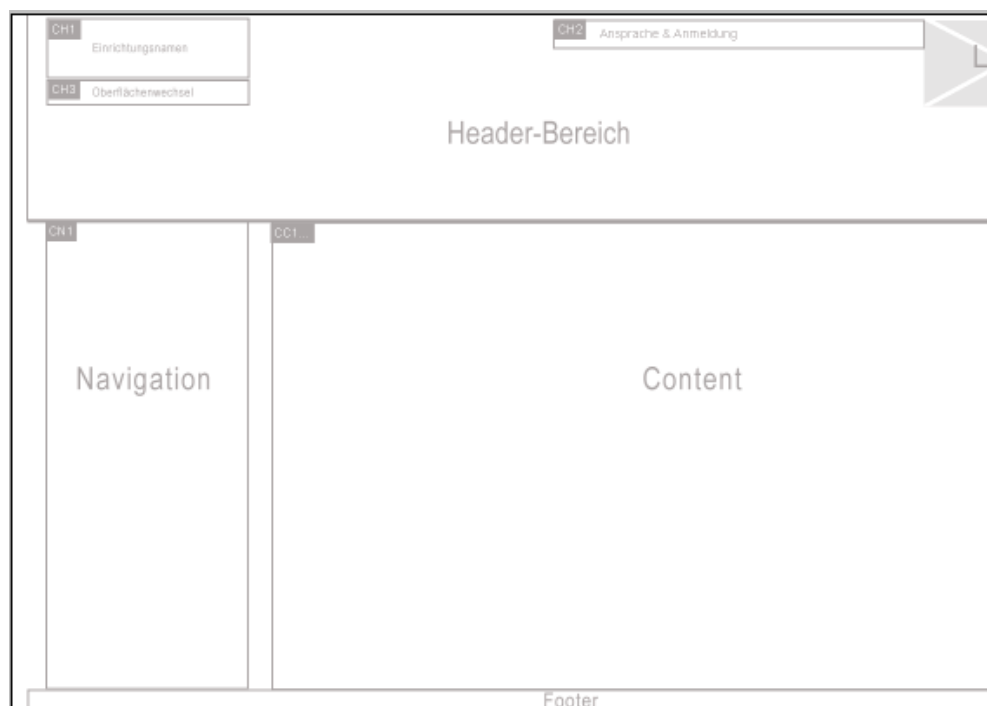 CH1
Einrichtungsnamen
CH2 Ansprache & Anmeldung
CH3 Oberflächenwechsel
Header-Bereich
CN1
CC1...
Navigation
Content
Footer